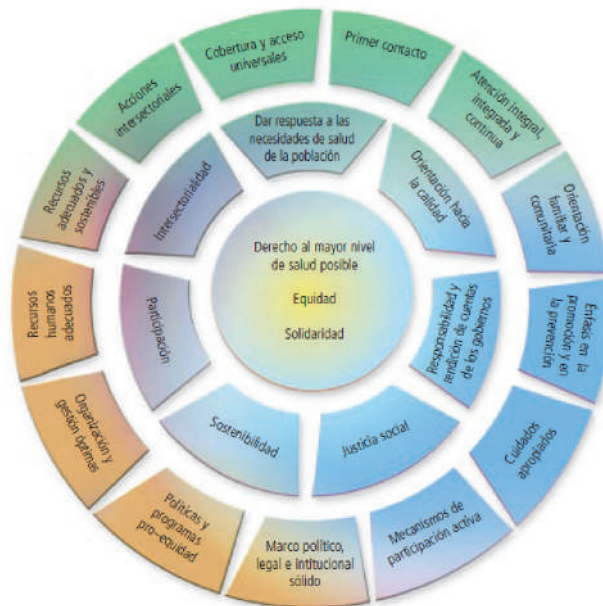 Cobertura y acceso
universales
Primer contacto
Atención integral,
integrada y
continua
Orientación
familiar y
comunitaria
Énfasis en la
promoción y en
la prevención
Cuidados
apropiados
Mecanismos de
participación activa
Marco político,
legal e intitucional
sólido
Políticas y
programas
pro-equidad
Organización y
gestión óptimas
Recursos
humanos
adecuados
Recursos
adecuados y
sostenibles
Acciones
intersectoriales
Dar respuesta a las
necesidades de salud
de la población
Orientación hacia
la calidad
Responsabilidad y
rendición de cuentas
de los gobiernos
Justicia social
Sostenibilidad
Participación
Intersectorialidad
Derecho al mayor nivel
de salud posible
Equidad
Solidaridad